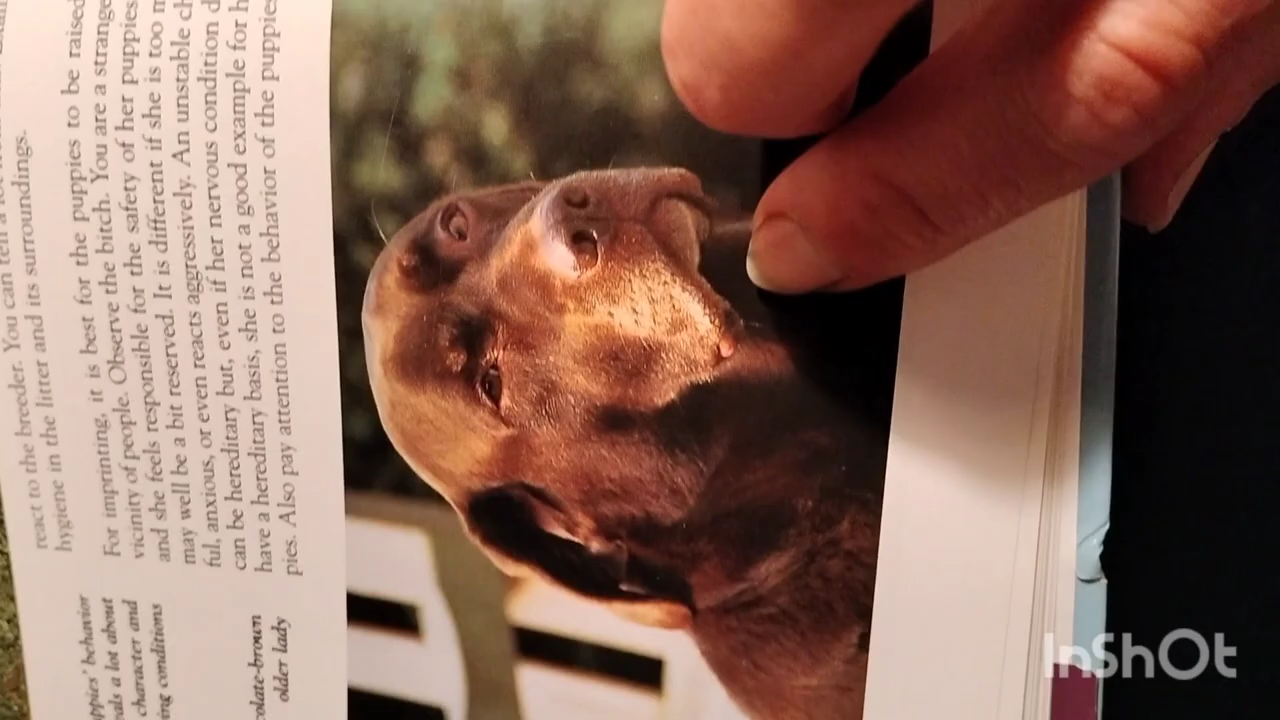 react to the breeder. You can tell a
hygiene in the litter and its surroundings.
For imprinting, it is best for the puppies to be raised
vicinity of people. Observe the bitch. You are a strange
and she feels responsible for the safety of her puppies
may well be a bit reserved. It is different if she is too m
ful, anxious, or even reacts aggressively. An unstable ch
can be hereditary but, even if her nervous condition d
have a hereditary basis, she is not a good example for h
pies. Also pay attention to the behavior of the puppies
uppies' behavior
als a lot about
character and
ing conditions
olate-brown
older lady
InShOt